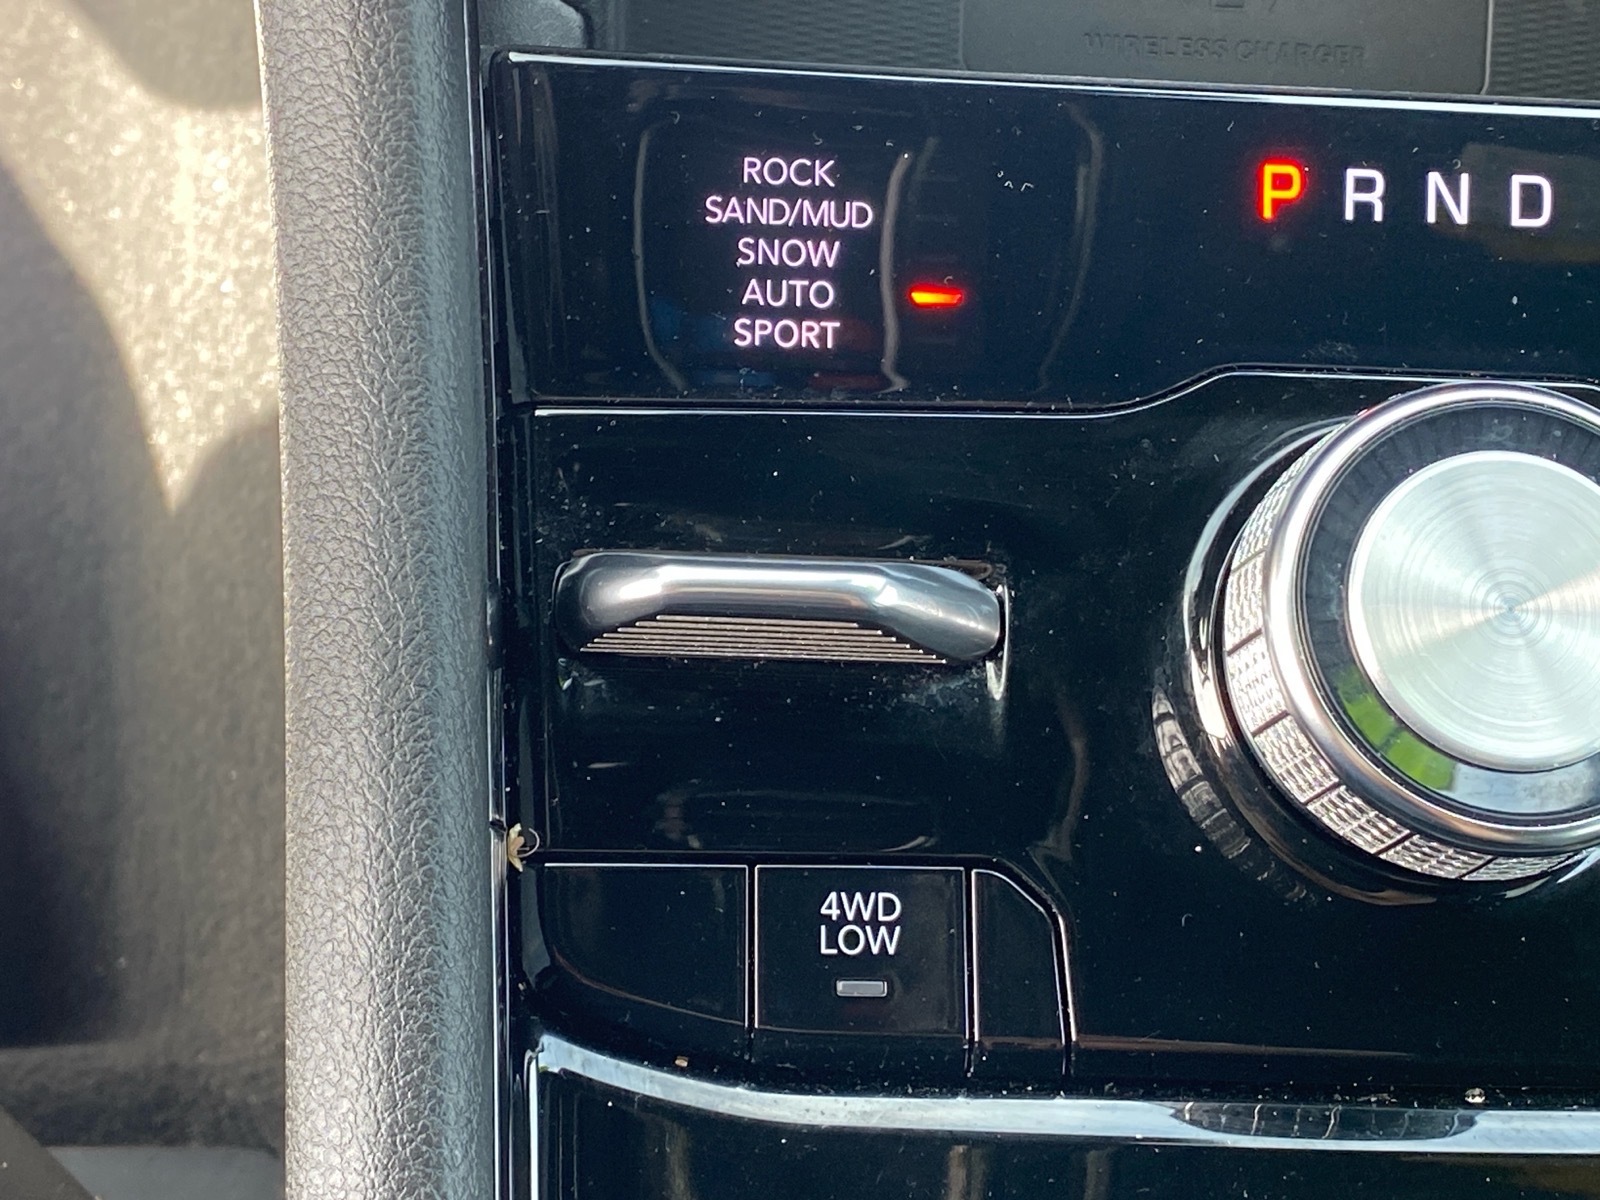 WIRELESS CHARGER
ROCK
SAND/MUD
SNOW
AUTO
SPORT
P R N D
4WD
LOW